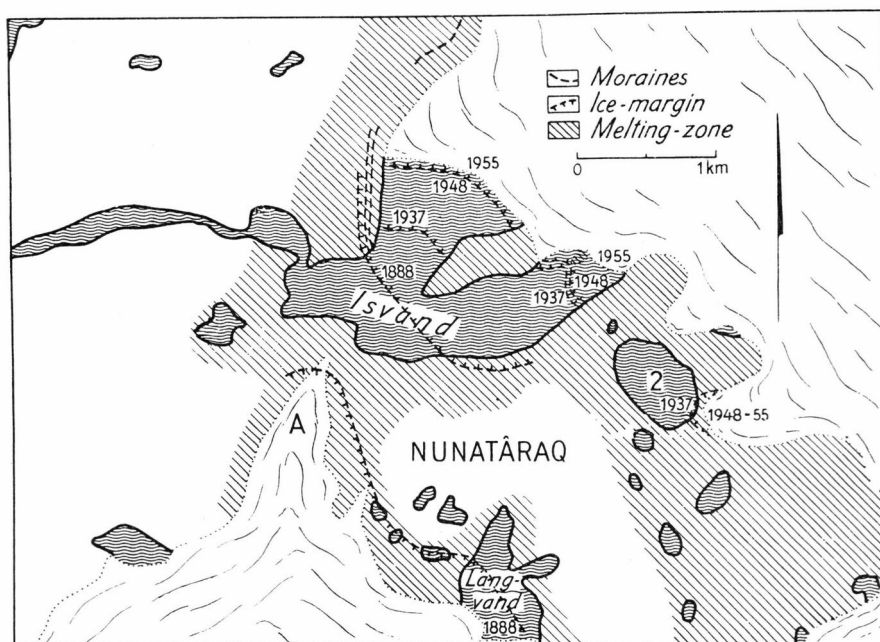 Moraines
Ice-margin
Melting-zone
0 1km
1955
1948
1937
1888
1955
1948
1937
Isvand
2
1937
1948-55
A
NUNATÂRAQ
Lang-
vand
1888